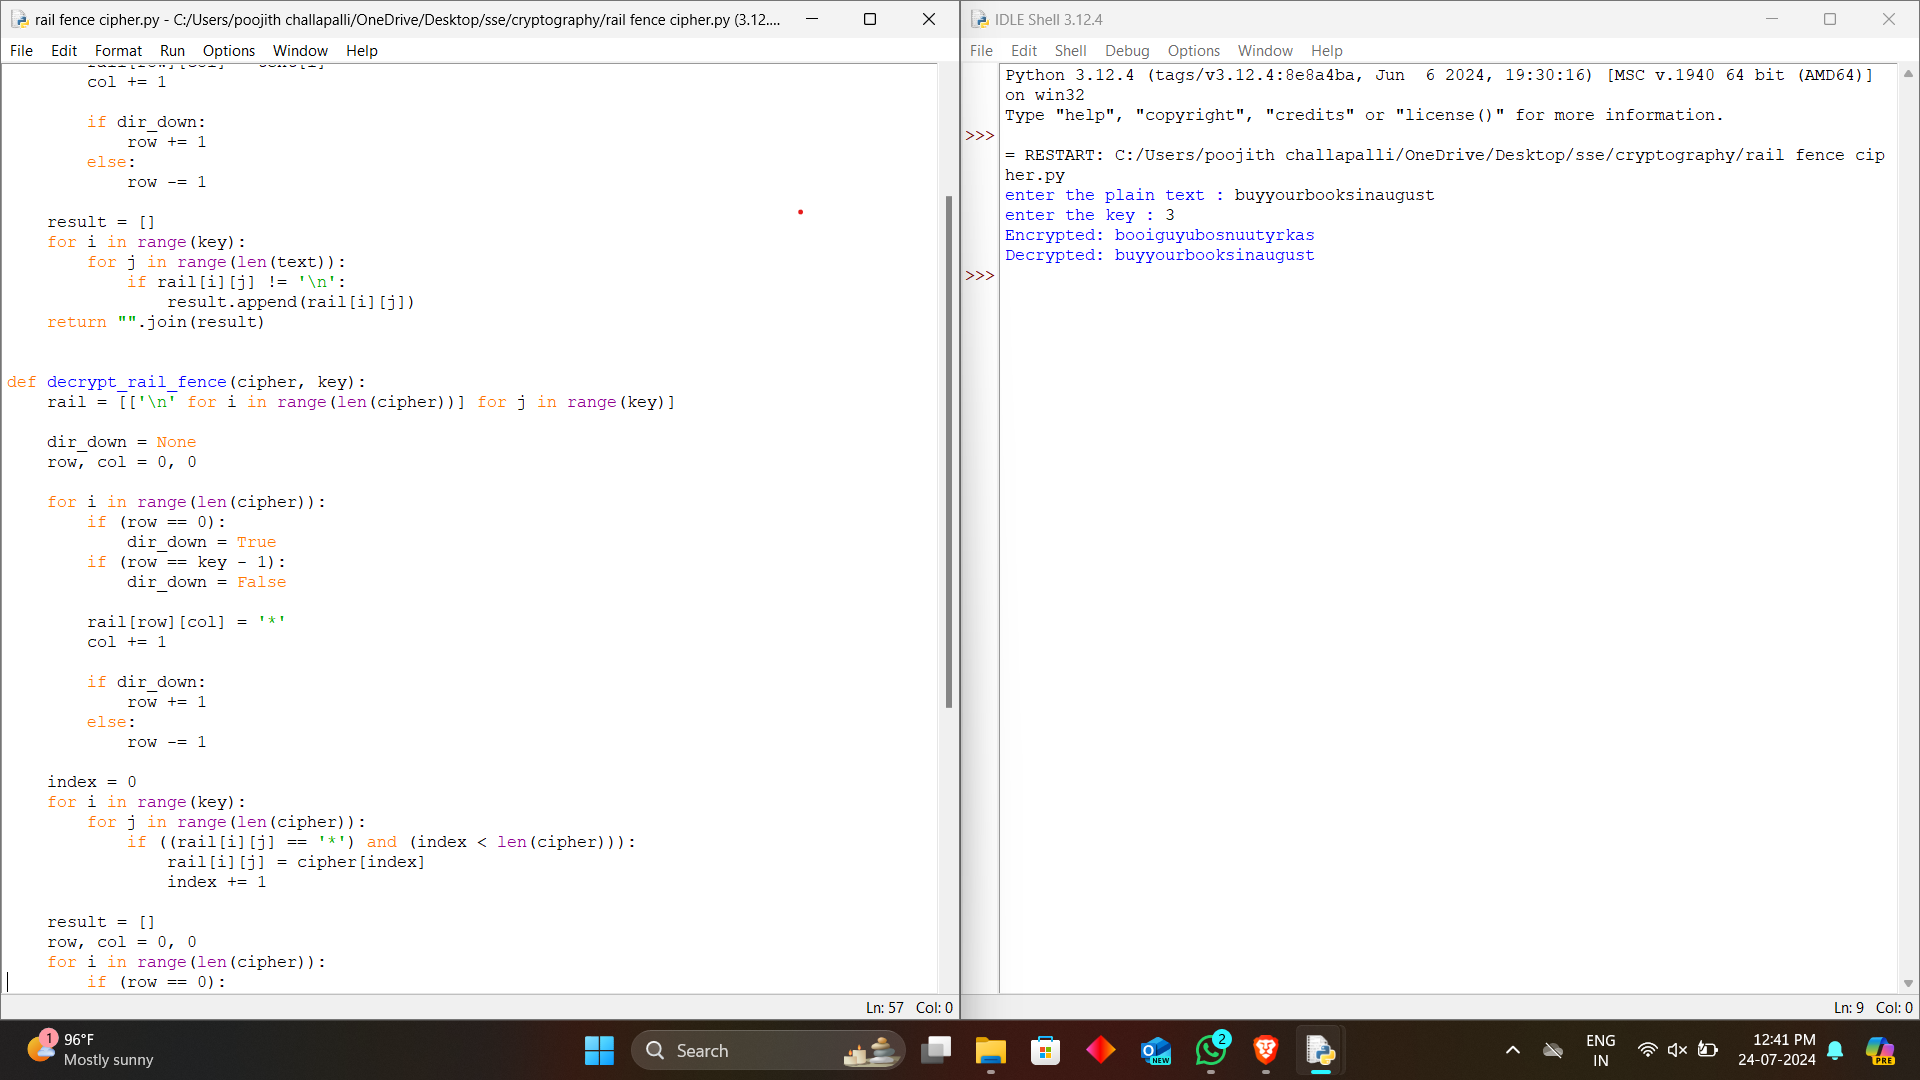 rail fence cipher.py - C:/Users/poojith challapalli/OneDrive/Desktop/sse/cryptography/rail fence cipher.py (3.12....
File Edit Format Run Options Window Help
        col += 1

        if dir_down:
            row += 1
        else:
            row -= 1

    result = []
    for i in range(key):
        for j in range(len(text)):
            if rail[i][j] != '\n':
                result.append(rail[i][j])
    return "".join(result)


def decrypt_rail_fence(cipher, key):
    rail = [['\n' for i in range(len(cipher))] for j in range(key)]

    dir_down = None
    row, col = 0, 0

    for i in range(len(cipher)):
        if (row == 0):
            dir_down = True
        if (row == key - 1):
            dir_down = False

        rail[row][col] = '*'
        col += 1

        if dir_down:
            row += 1
        else:
            row -= 1

    index = 0
    for i in range(key):
        for j in range(len(cipher)):
            if ((rail[i][j] == '*') and (index < len(cipher))):
                rail[i][j] = cipher[index]
                index += 1

    result = []
    row, col = 0, 0
    for i in range(len(cipher)):
        if (row == 0):
Ln: 57 Col: 0
IDLE Shell 3.12.4
File Edit Shell Debug Options Window Help
Python 3.12.4 (tags/v3.12.4:8e8a4ba, Jun  6 2024, 19:30:16) [MSC v.1940 64 bit (AMD64)]
on win32
Type "help", "copyright", "credits" or "license()" for more information.
>>>
= RESTART: C:/Users/poojith challapalli/OneDrive/Desktop/sse/cryptography/rail fence cip
her.py
enter the plain text : buyyourbooksinaugust
enter the key : 3
Encrypted: booiguyubosnuutyrkas
Decrypted: buyyourbooksinaugust
>>>
Ln: 9 Col: 0
1
96°F
Mostly sunny
Search
NEW
2
ENG
IN
12:41 PM
24-07-2024
PRE